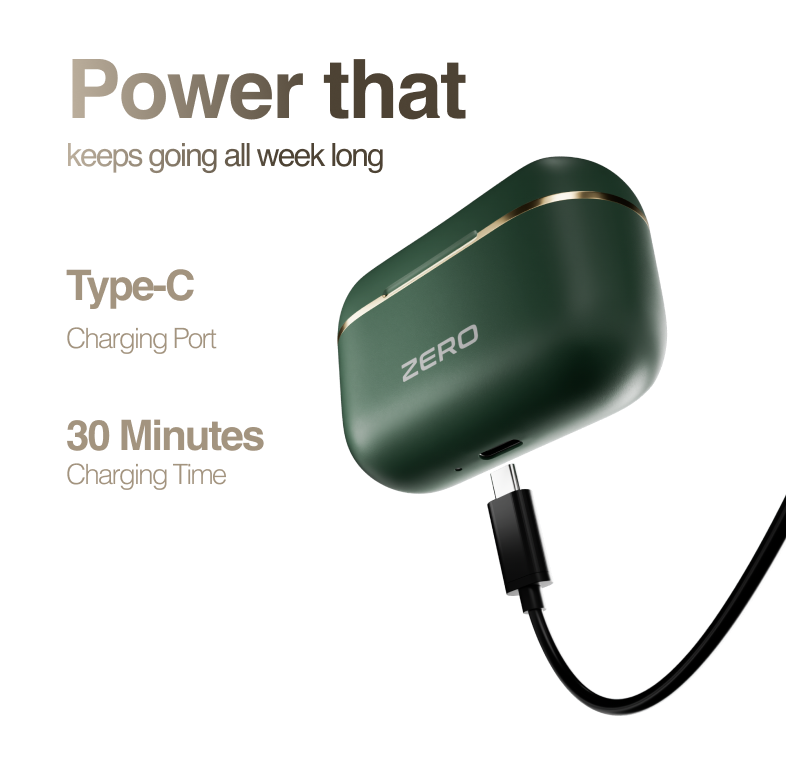 Power that
keeps going all week long
Type-C
Charging Port
ZERO
30 Minutes
Charging Time